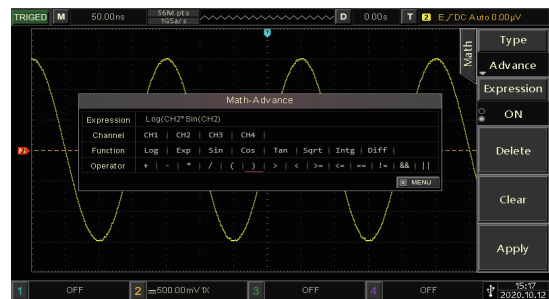 TRIGED M 50.00ns 56M pts 1GSa/s D 0.00s T 2 E DC Auto 0.00μV
Math
Type
Advance
Expression
ON
Delete
Clear
Apply
Math-Advance
Expression Log(CH2*Sin(CH2)
Channel CH1 | CH2 | CH3 | CH4 |
Function Log | Exp | Sin | Cos | Tan | Sqrt | Intg | Diff |
Operator + | - | * | / | ( | ) | > | < | >= | <= | == | != | && | ||
MENU
1 OFF 2 500.00mV 1X 3 OFF 4 OFF 15:17
2020.10.12